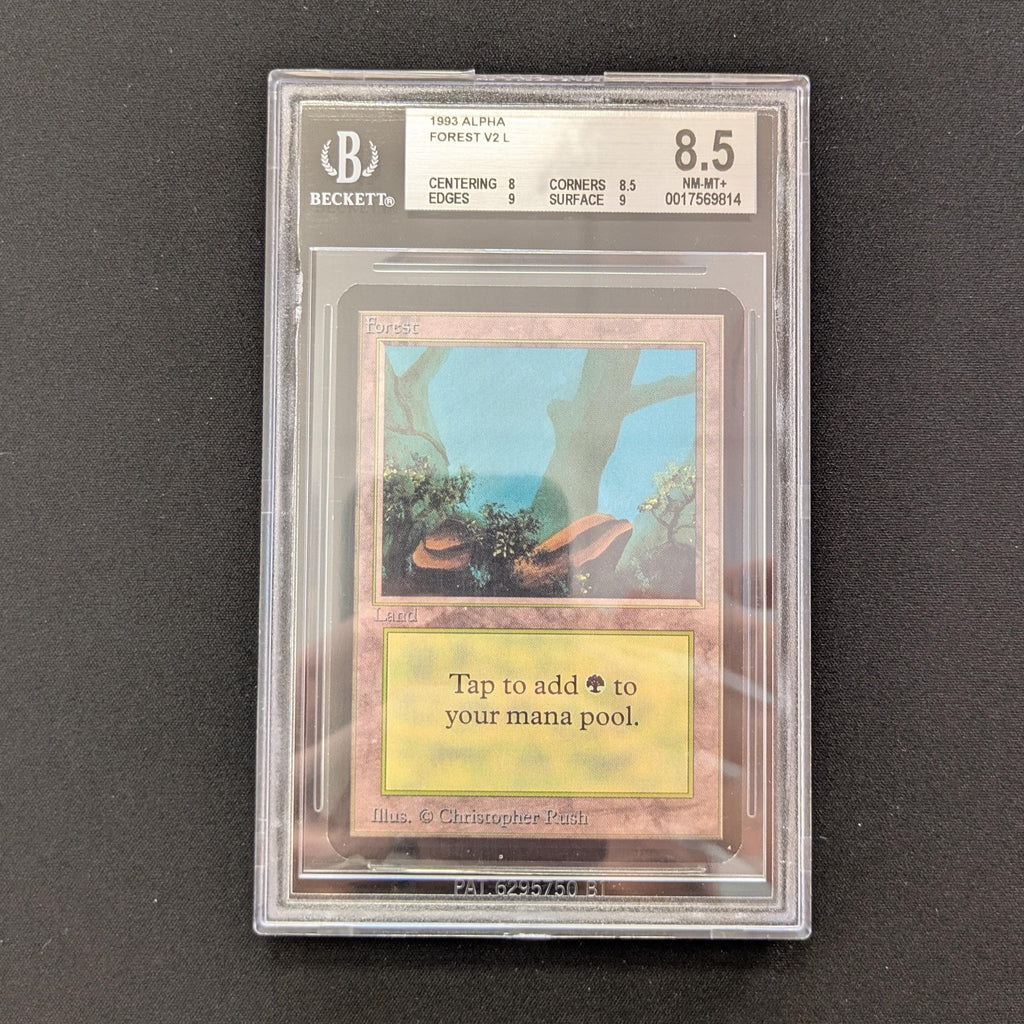 1993 ALPHA
FOREST V2 L
B
BECKETT®
8.5
NM-MT+
0017569814
CENTERING 8 CORNERS 8.5
EDGES 9 SURFACE 9
Forest
Land
Tap to add to
your mana pool.
Illus. © Christopher Rush
PAT. 6295750 B1